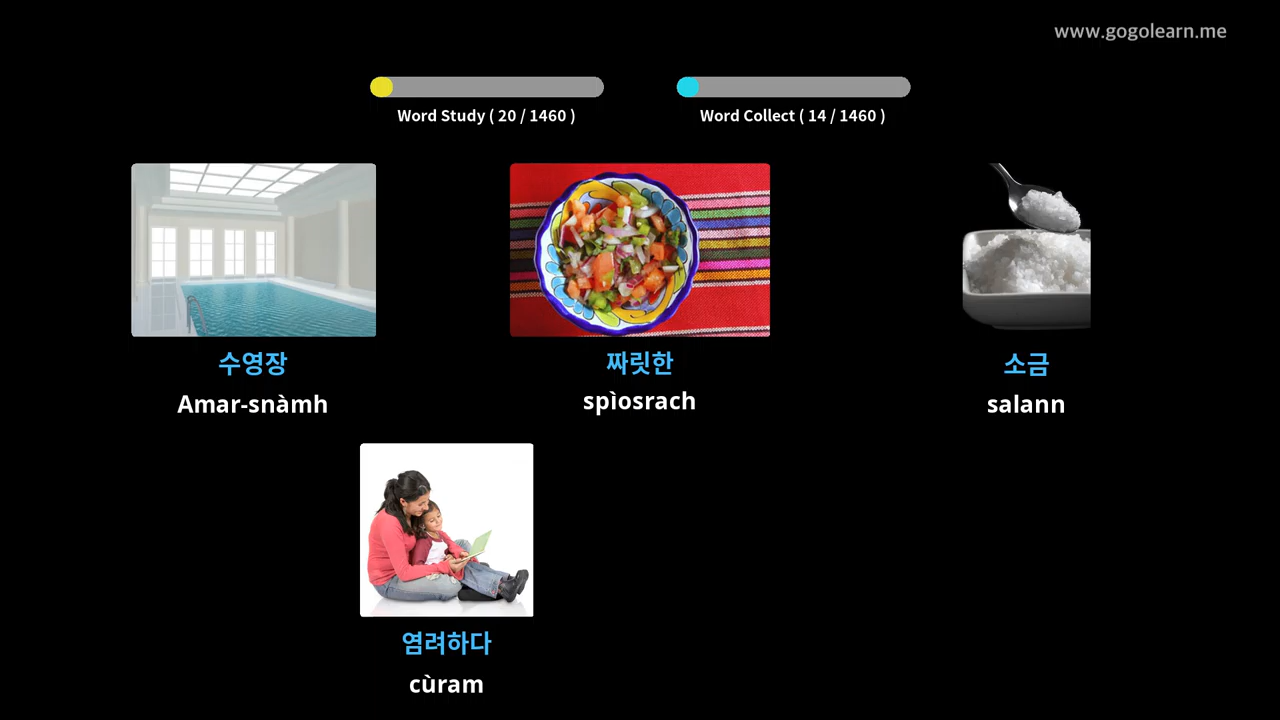 www.gogolearn.me
Word Study ( 20 / 1460 )
Word Collect ( 14 / 1460 )
수영장
짜릿한
소금
Amar-snàmh
spìosrach
salann
염려하다
cùram